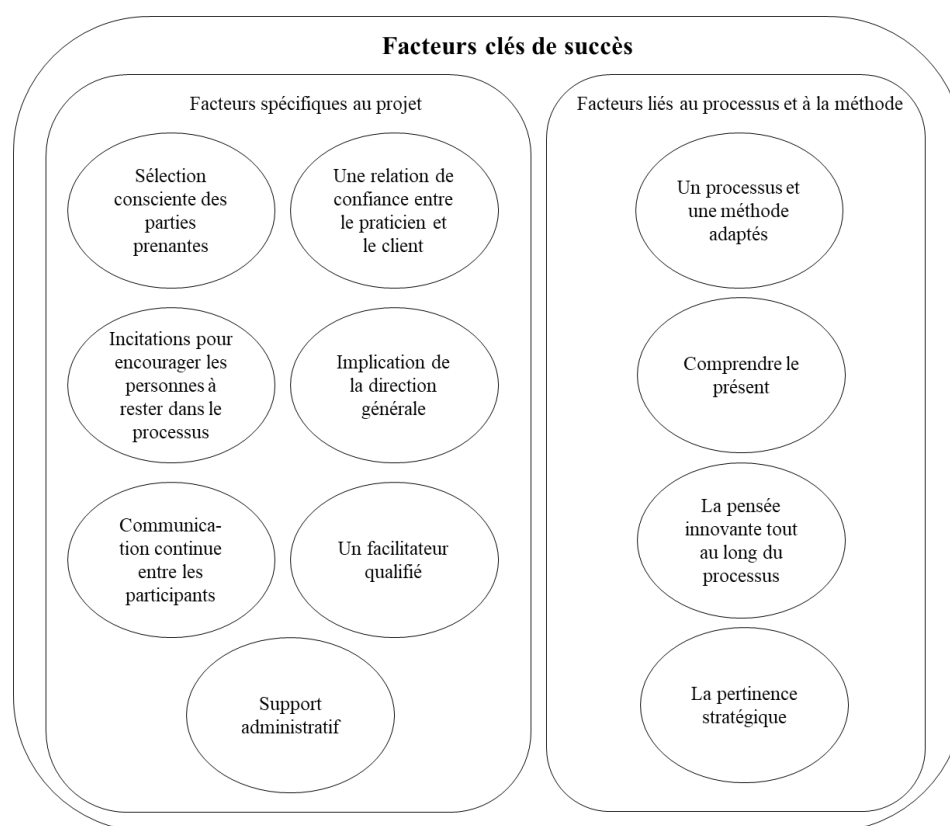 Facteurs clés de succès
Facteurs spécifiques au projet
Sélection
consciente des
parties
prenantes
Une relation de
confiance entre
le praticien et
le client
Incitations pour
encourager les
personnes à
rester dans le
processus
Implication de
la direction
générale
Communica-
tion continue
entre les
participants
Un facilitateur
qualifié
Support
administratif
Facteurs liés au processus et à la méthode
Un processus et
une méthode
adaptés
Comprendre le
présent
La pensée
innovante tout
au long du
processus
La pertinence
stratégique